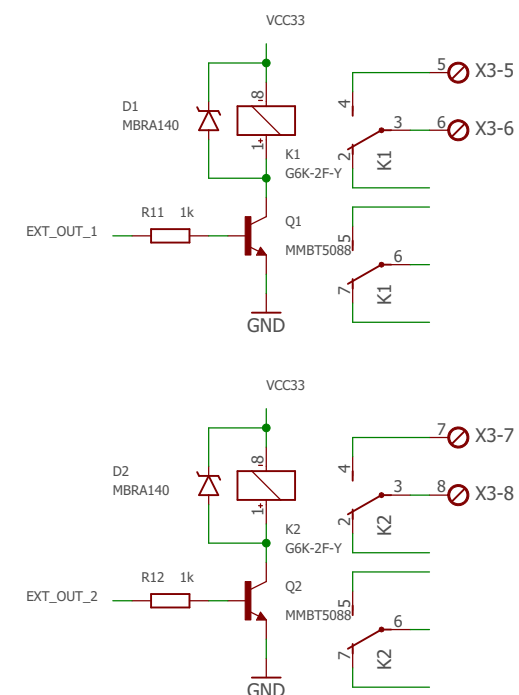 VCC33
5 X3-5
8
4
D1
MBRA140
3 6 X3-6
1+ K1
2 K1
G6K-2F-Y
R11 1k
Q1
EXT_OUT_1
MMBT5088
5
6
7 K1
GND
VCC33
7 X3-7
8
4
D2
MBRA140
3 8 X3-8
1+ K2
2 K2
G6K-2F-Y
R12 1k
Q2
EXT_OUT_2
MMBT5088
5
6
7 K2
GND